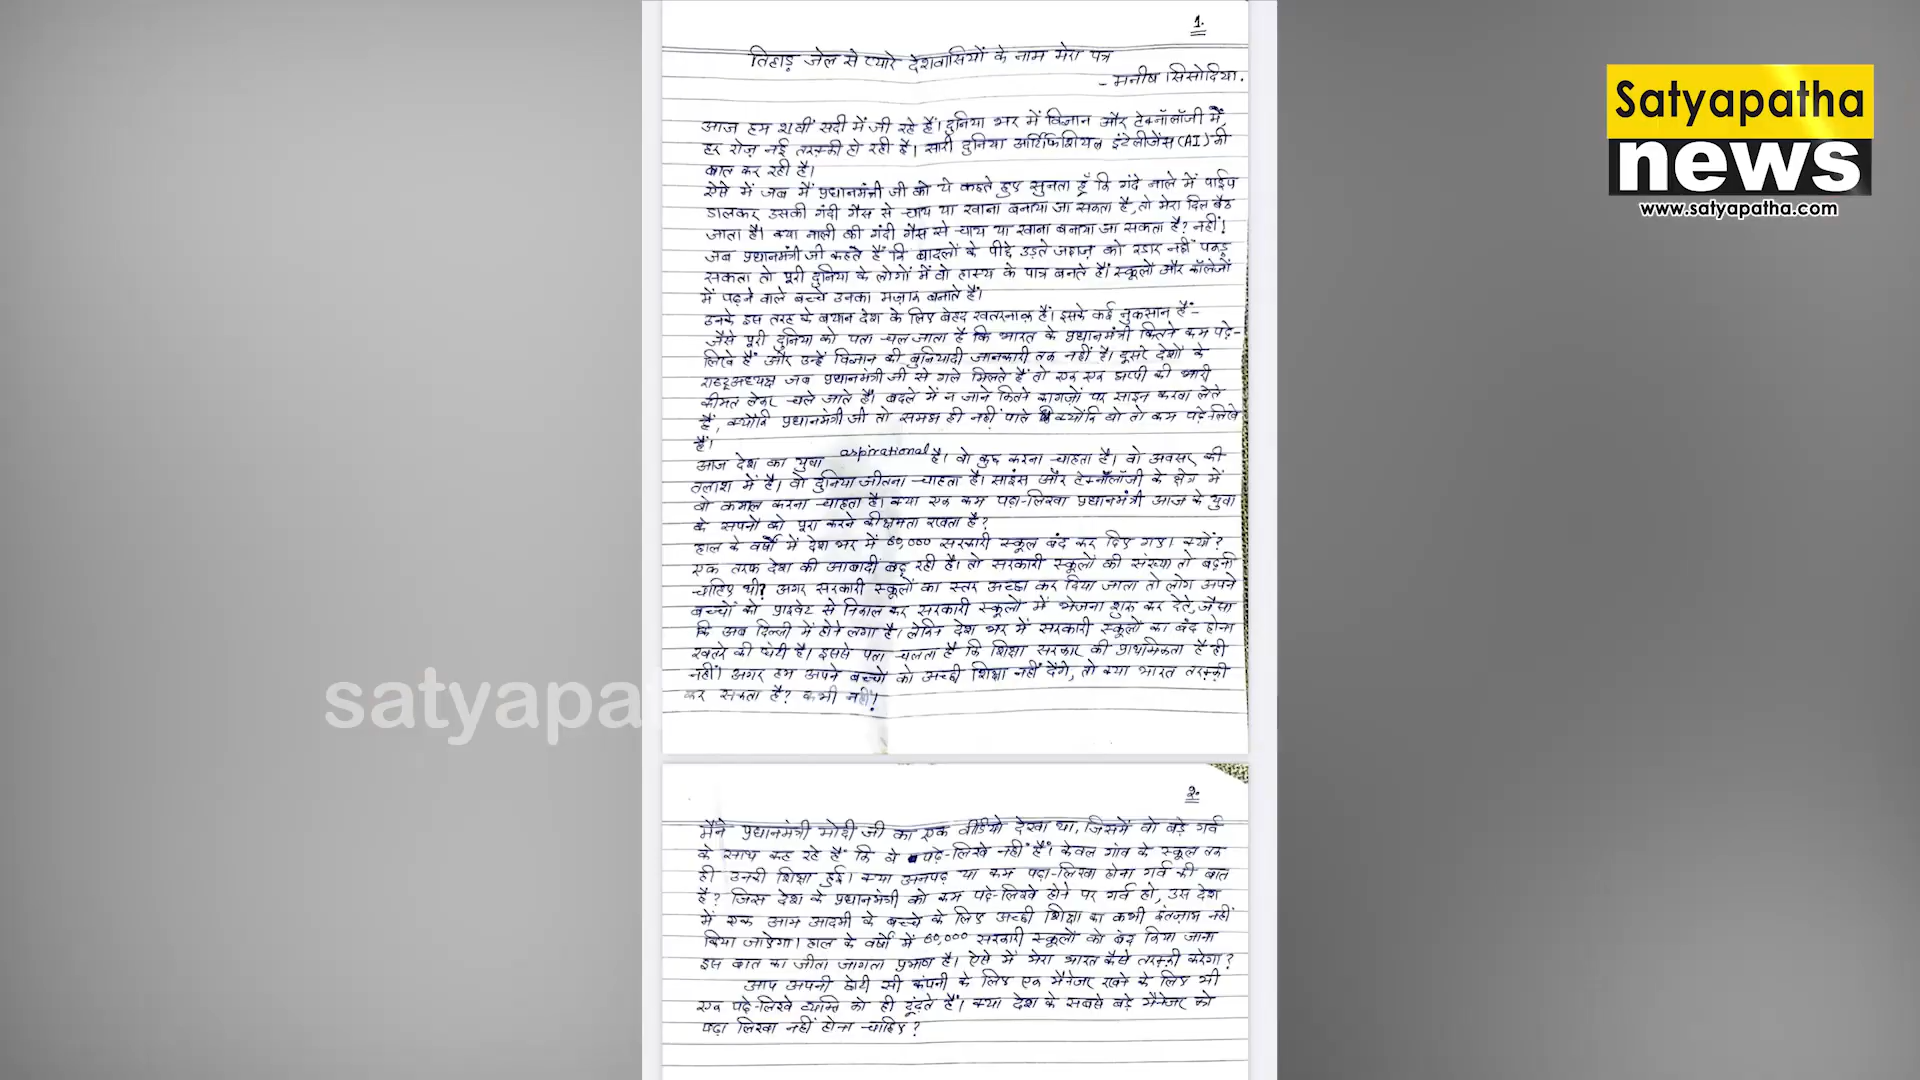 1.
तिहाड़ जेल से प्यारे देशवासियों के नाम मेरा पत्र
- मनीष सिसोदिया.
आज हम 21वीं सदी में जी रहे हैं। दुनिया भर में विज्ञान और टेक्नॉलॉजी में,
हर रोज़ नई तरक़्की हो रही है। सारी दुनिया आर्टिफिशियल इंटेलीजेंस (AI) की
बात कर रही है।
ऐसे में जब मैं प्रधानमंत्री जी को ये कहते हुए सुनता हूँ कि गंदे नाले में पाईप
डालकर उसकी गंदी गैस से चाय या खाना बनाया जा सकता है, तो मेरा दिल बैठ
जाता है। क्या नाली की गंदी गैस से चाय या खाना बनाया जा सकता है? नहीं!
जब प्रधानमंत्री जी कहते हैं कि बादलों के पीछे उड़ते जहाज़ को रडार नहीं पकड़
सकता तो पूरी दुनिया के लोगों में वो हास्य के पात्र बनते हैं। स्कूलों और कॉलेजों
में पढ़ने वाले बच्चे उनका मज़ाक बनाते हैं।
उनके इस तरह के बयान देश के लिए बेहद खतरनाक हैं। इसके कई नुकसान हैं-
जैसे पूरी दुनिया को पता चल जाता है कि भारत के प्रधानमंत्री कितने कम पढ़े-
लिखे हैं और उन्हें विज्ञान की बुनियादी जानकारी तक नहीं है। दूसरे देशों के
राष्ट्रअध्यक्ष जब प्रधानमंत्री जी से गले मिलते हैं तो एक एक झप्पी की भारी
कीमत लेकर चले जाते हैं। बदले में न जाने कितने कागज़ों पर साइन करवा लेते
हैं, क्योंकि प्रधानमंत्री जी तो समझ ही नहीं पाते क्योंकि वो तो कम पढ़े-लिखे
हैं।
आज देश का युवा aspirational है। वो कुछ करना चाहता है। वो अवसर की
तलाश में है। वो दुनिया जीतना चाहता है। साइंस और टेक्नॉलॉजी के क्षेत्र में
वो कमाल करना चाहता है। क्या एक कम पढ़ा-लिखा प्रधानमंत्री आज के युवा
के सपनों को पूरा करने की क्षमता रखता है?
हाल के वर्षों में देश भर में 60,000 सरकारी स्कूल बंद कर दिए गए। क्यों?
एक तरफ देश की आबादी बढ़ रही है। तो सरकारी स्कूलों की संख्या तो बढ़नी
चाहिए थी? अगर सरकारी स्कूलों का स्तर अच्छा कर दिया जाता तो लोग अपने
बच्चों को प्राइवेट से निकाल कर सरकारी स्कूलों में भेजना शुरू कर देते, जैसा
कि अब दिल्ली में होने लगा है। लेकिन देश भर में सरकारी स्कूलों का बंद होना
खतरे की घंटी है। इससे पता चलता है कि शिक्षा सरकार की प्राथमिकता है ही
नहीं। अगर हम अपने बच्चों को अच्छी शिक्षा नहीं देंगे, तो क्या भारत तरक़्की
कर सकता है? कभी नहीं!
2.
मैंने प्रधानमंत्री मोदी जी का एक वीडियो देखा था, जिसमें वो बड़े गर्व
के साथ कह रहे हैं कि वे पढ़े-लिखे नहीं हैं। केवल गांव के स्कूल तक
ही उनकी शिक्षा हुई। क्या अनपढ़ या कम पढ़ा-लिखा होना गर्व की बात
है? जिस देश के प्रधानमंत्री को कम पढ़े-लिखे होने पर गर्व हो, उस देश
में एक आम आदमी के बच्चे के लिए अच्छी शिक्षा का कभी इंतज़ाम नहीं
किया जाएगा। हाल के वर्षों में 60,000 सरकारी स्कूलों को बंद किया जाना
इस बात का जीता जागता प्रमाण है। ऐसे में मेरा भारत कैसे तरक़्की करेगा?
आप अपनी छोटी सी कंपनी के लिए एक मैनेजर रखने के लिए भी
एक पढ़े-लिखे व्यक्ति को ही ढूंढ़ते हैं। क्या देश के सबसे बड़े मैनेजर को
पढ़ा लिखा नहीं होना चाहिए?
Satyapatha
news
www.satyapatha.com
satyapa